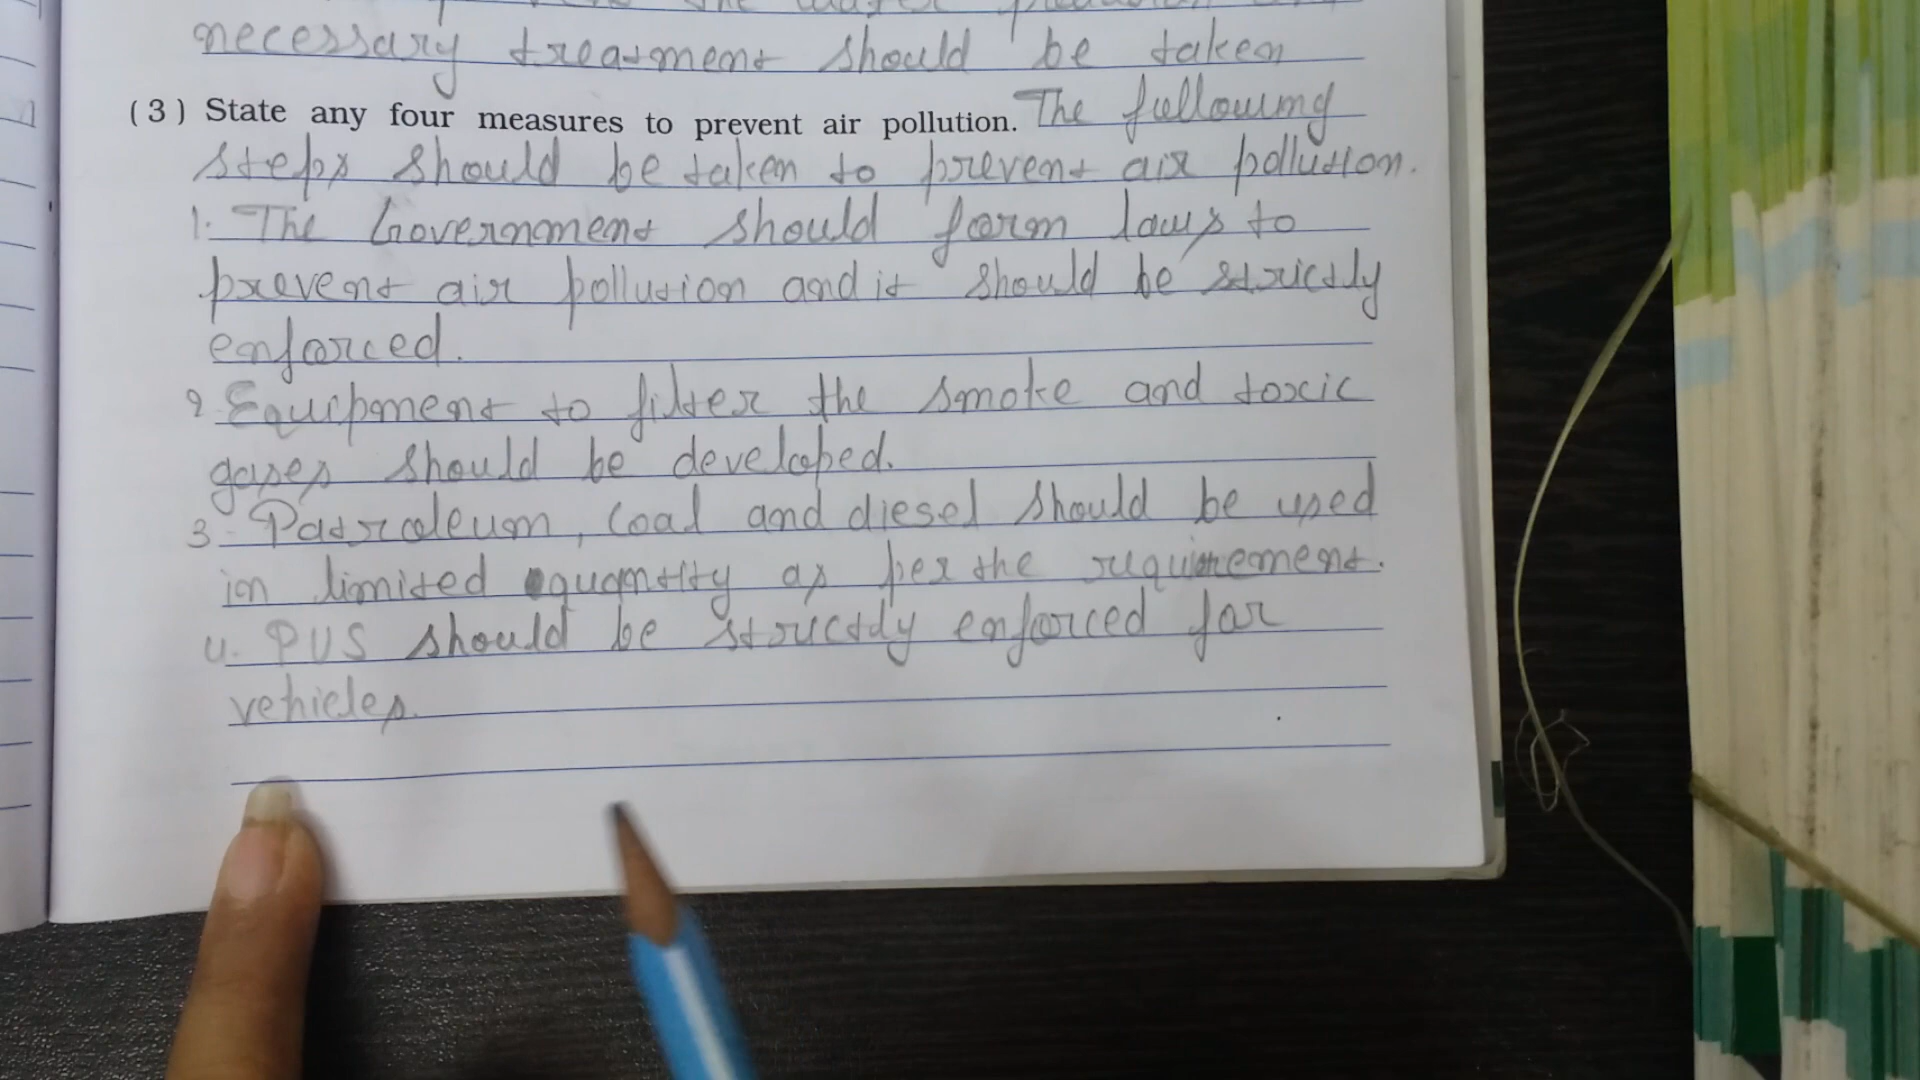 necessary treatment should be taken
(3) State any four measures to prevent air pollution. The following
steps should be taken to prevent air pollution.
1. The Government should form laws to
prevent air pollution and it should be strictly
enforced.
2. Equipment to filter the smoke and toxic
gases should be developed.
3. Patroleum, coal and diesel should be used
in limited quantity as per the requirement.
4. PUS should be strictly enforced for
vehicles.